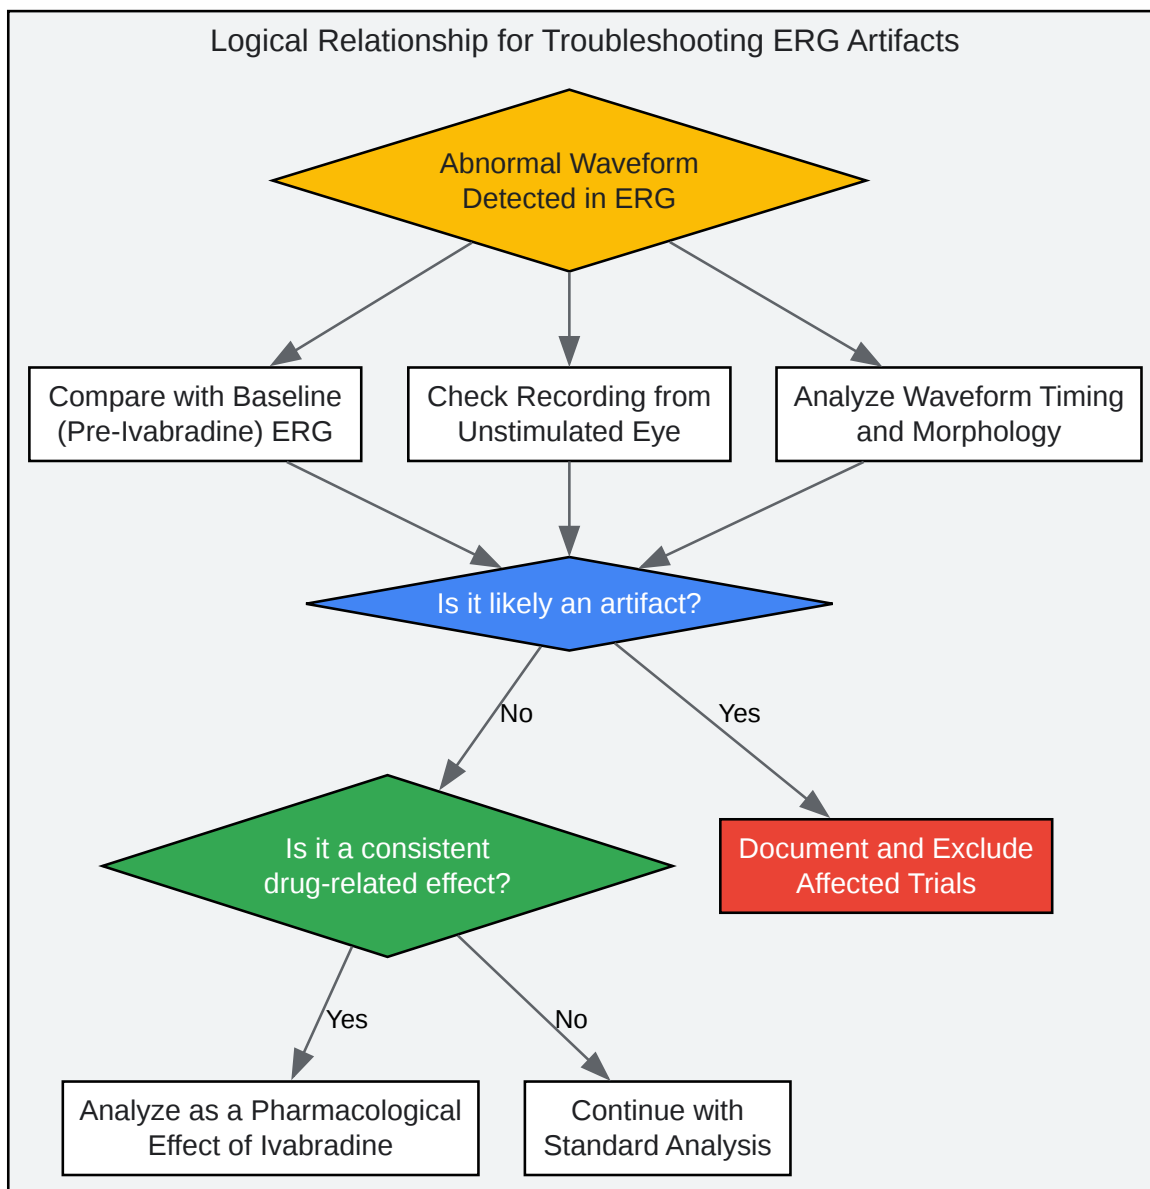 Logical Relationship for Troubleshooting ERG Artifacts
Abnormal Waveform
Detected in ERG
Compare with Baseline
(Pre-Ivabradine) ERG
Check Recording from
Unstimulated Eye
Analyze Waveform Timing
and Morphology
Is it likely an artifact?
No
Yes
Is it a consistent
drug-related effect?
Document and Exclude
Affected Trials
Yes
No
Analyze as a Pharmacological
Effect of Ivabradine
Continue with
Standard Analysis